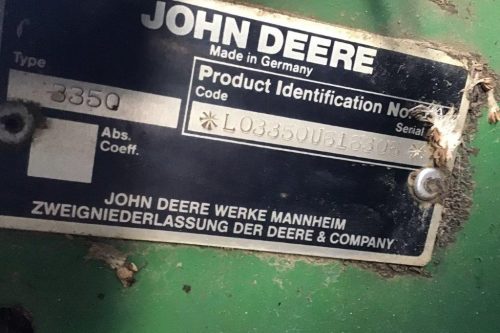 JOHN DEERE
Made in Germany
Type
Product Identification No.
Code
Serial
3350
Abs.
Coeff.
JOHN DEERE WERKE MANNHEIM
ZWEIGNIEDERLASSUNG DER DEERE & COMPANY